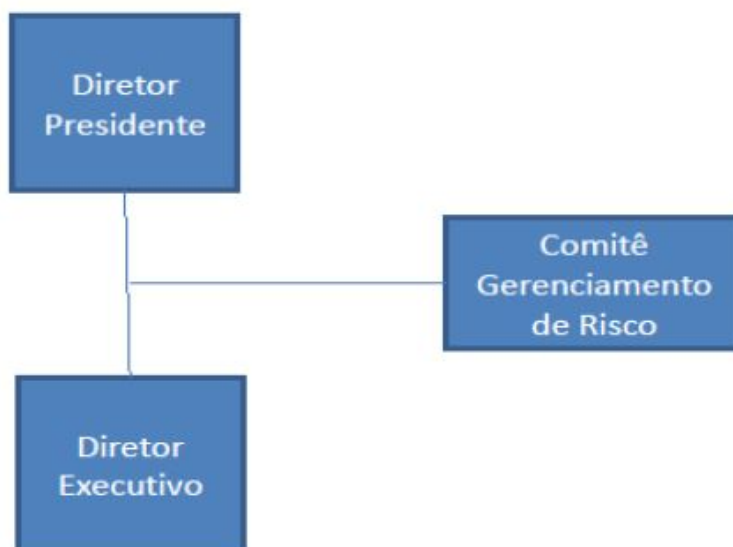 Diretor
Presidente
Comitê
Gerenciamento
de Risco
Diretor
Executivo